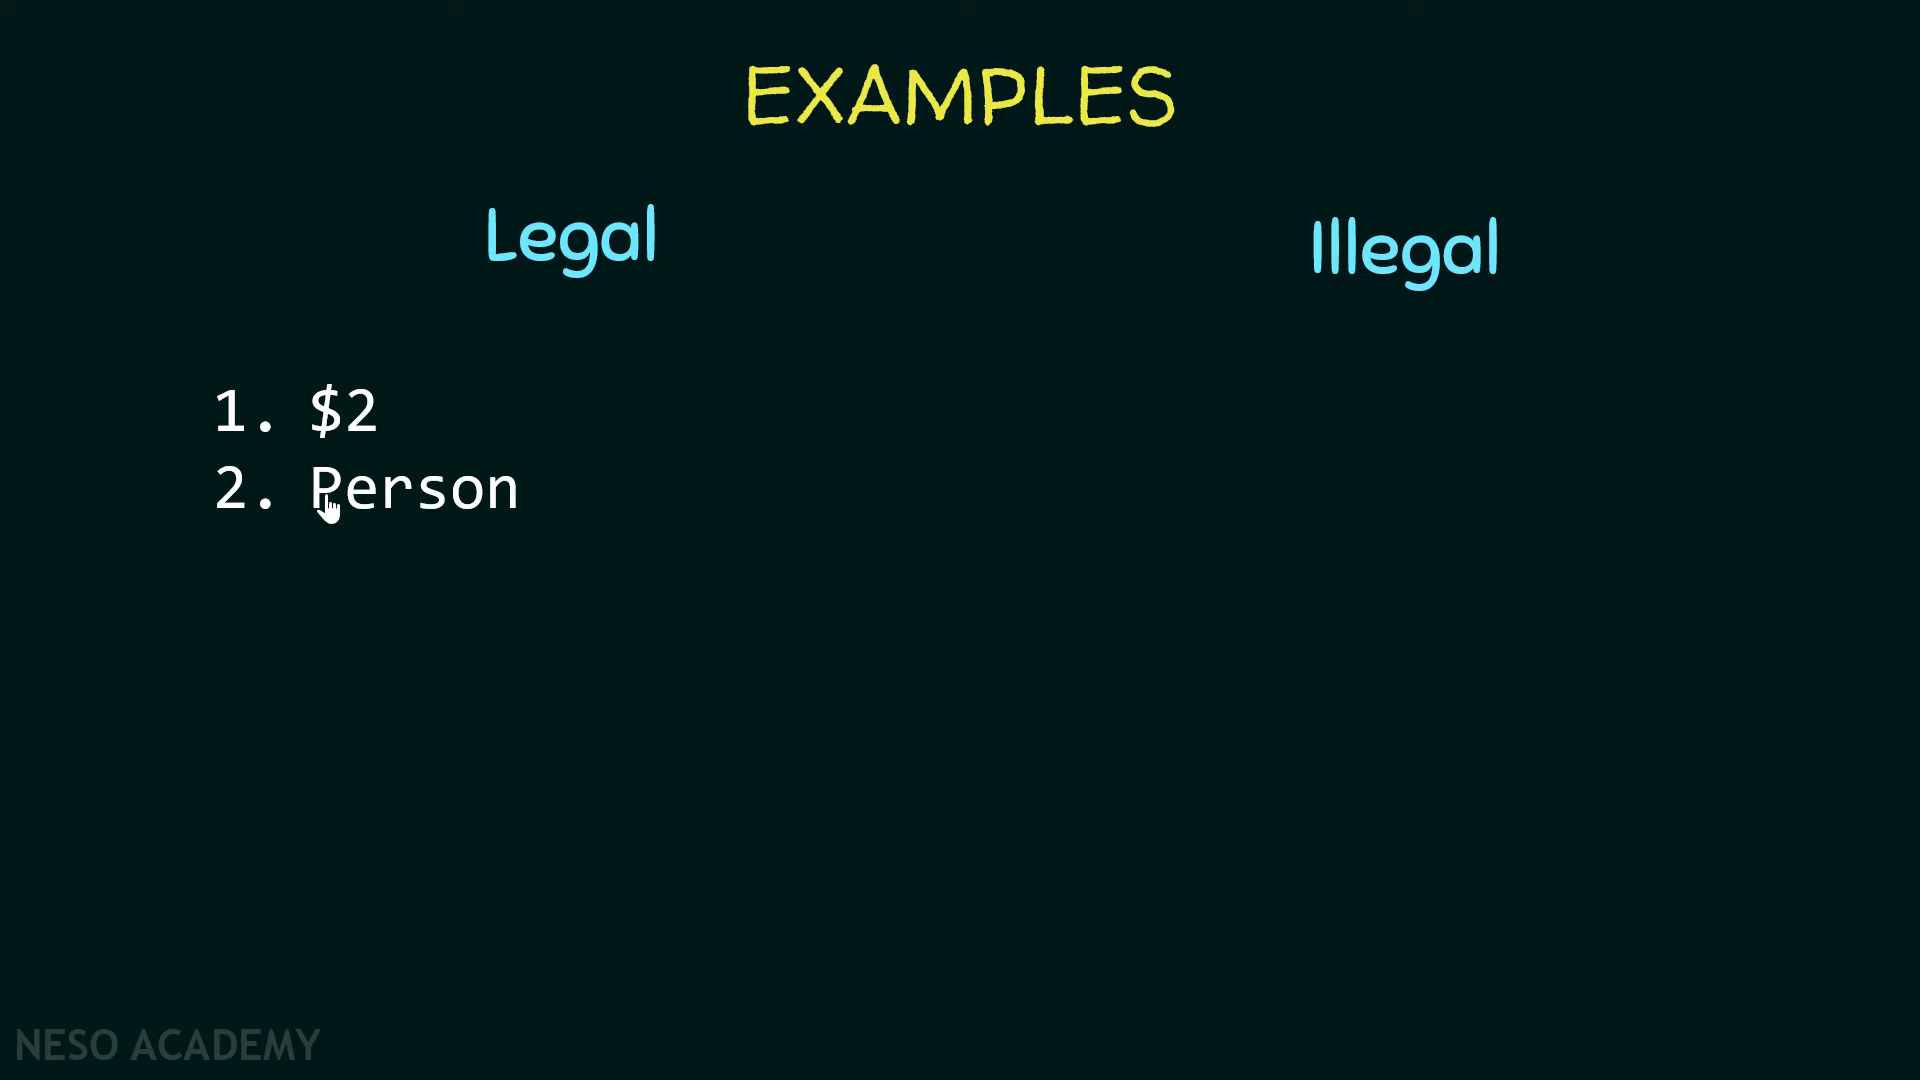 EXAMPLES
Legal
Illegal
1. $2
2. Person
NESO ACADEMY